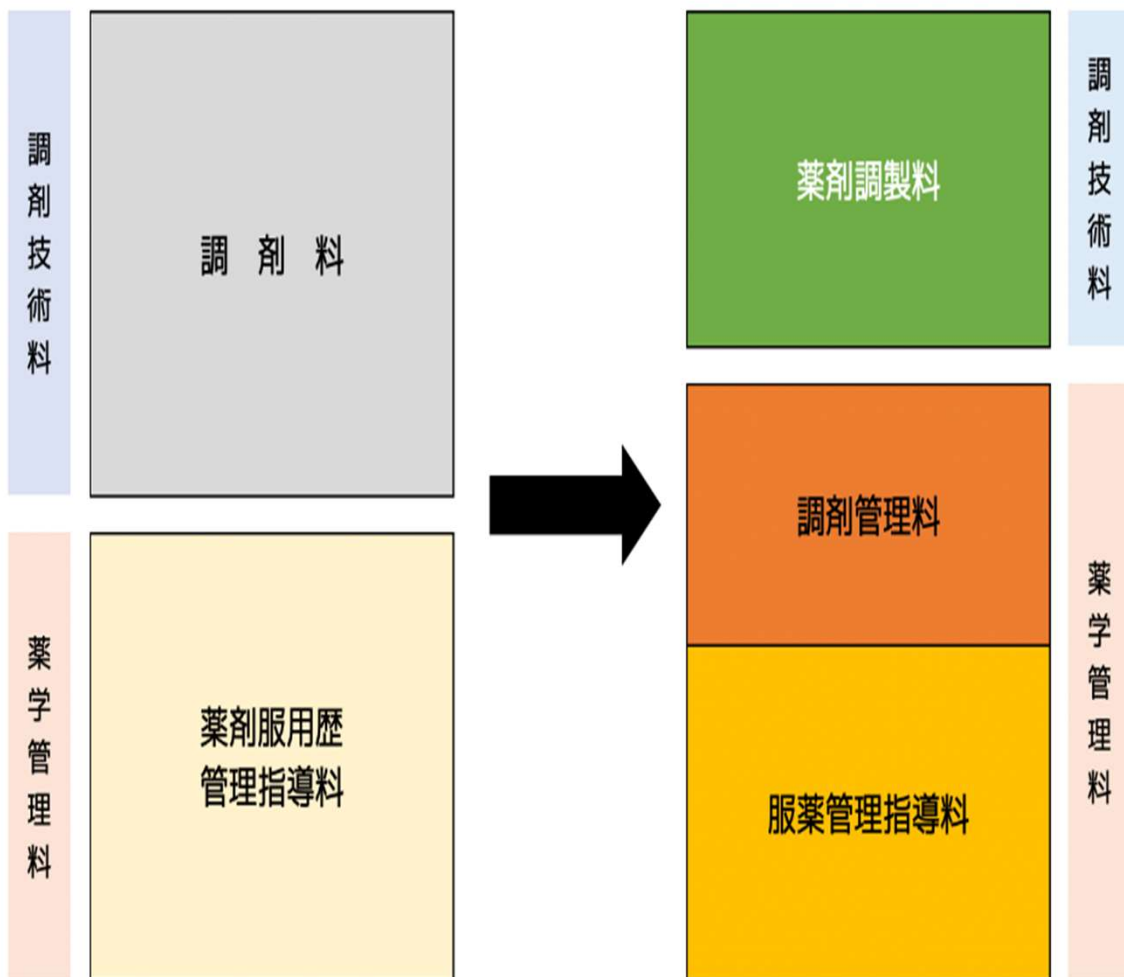 調剤技術料
調　剤　料
薬学管理料
薬剤服用歴
管理指導料
薬剤調製料
調剤技術料
調剤管理料
服薬管理指導料
薬学管理料